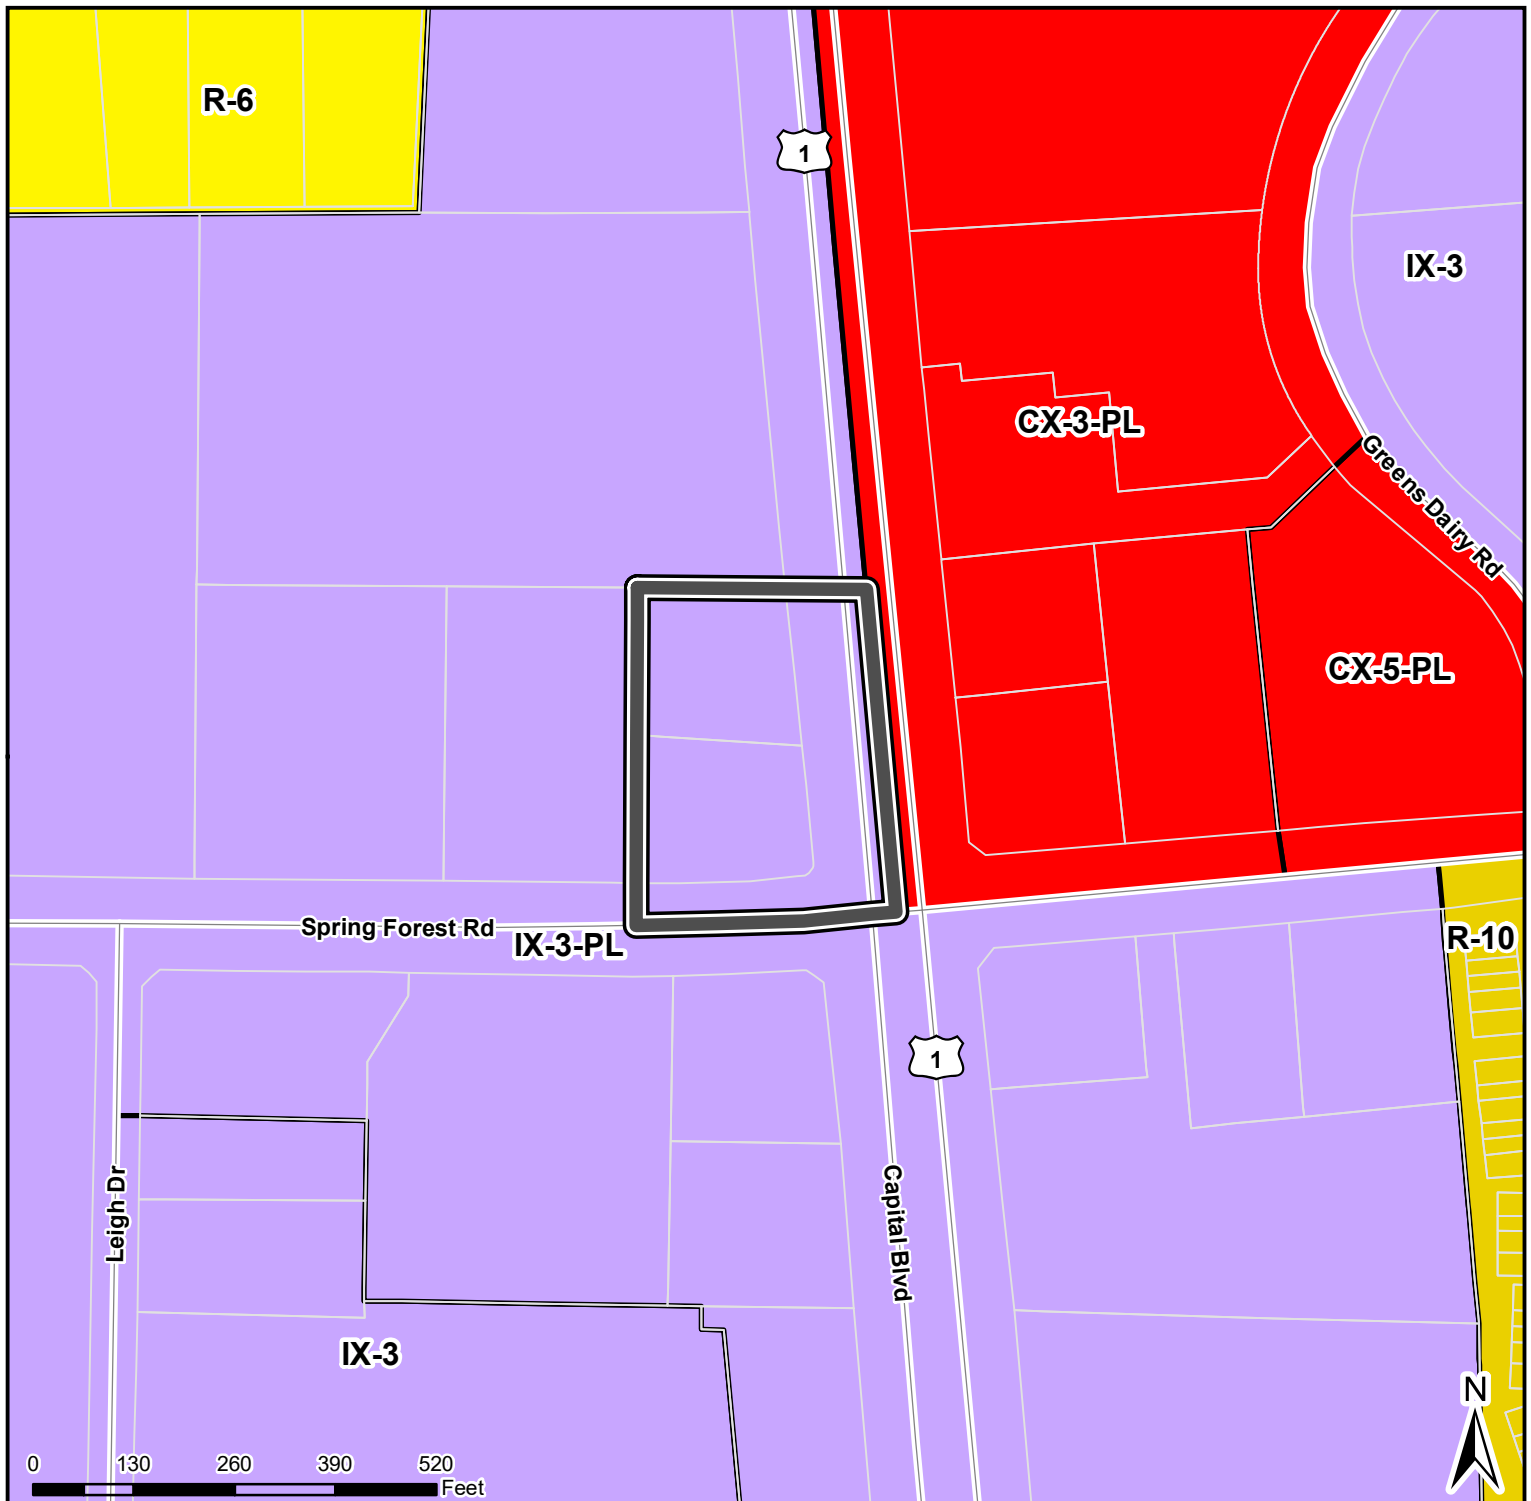 R-6
1
IX-3
CX-3-PL
Greens Dairy Rd
CX-5-PL
Spring Forest Rd
IX-3-PL
R-10
1
Leigh Dr
Capital Blvd
IX-3
N
0 130 260 390 520
Feet